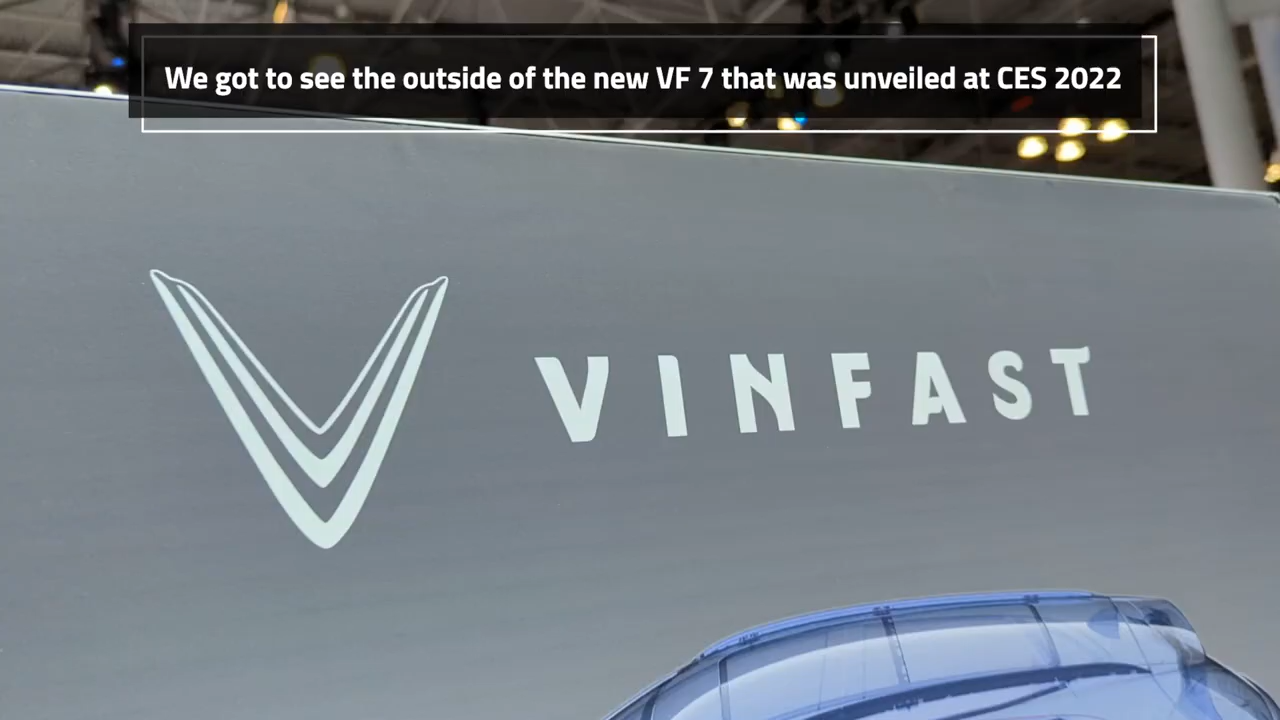 We got to see the outside of the new VF 7 that was unveiled at CES 2022
VINFAST